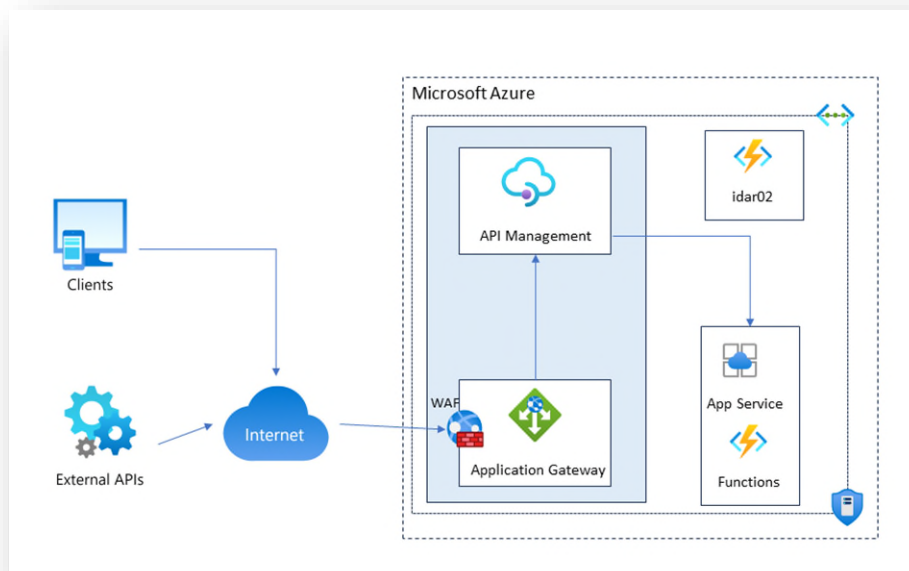 Microsoft Azure
API Management
idar02
Clients
WAF
App Service
Internet
Application Gateway
External APIs
Functions